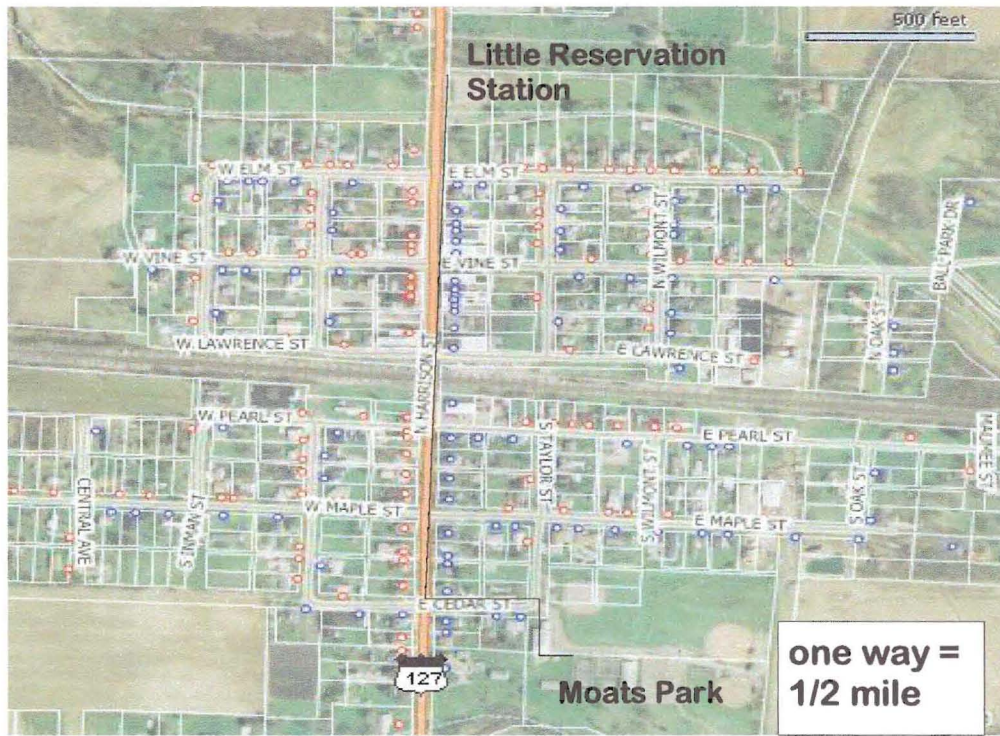 500 feet
Little Reservation
Station
W ELM ST
E ELM ST
N WILMONT ST
BALL PARK DR
W VINE ST
E VINE ST
N OAK ST
W LAWRENCE ST
E LAWRENCE ST
N HARRISON ST
W PEARL ST
E PEARL ST
S TAYLOR ST
S WILMONT ST
CENTRAL AVE
W MAPLE ST
E MAPLE ST
S OAK ST
E CEDAR ST
127
Moats Park
one way =
1/2 mile